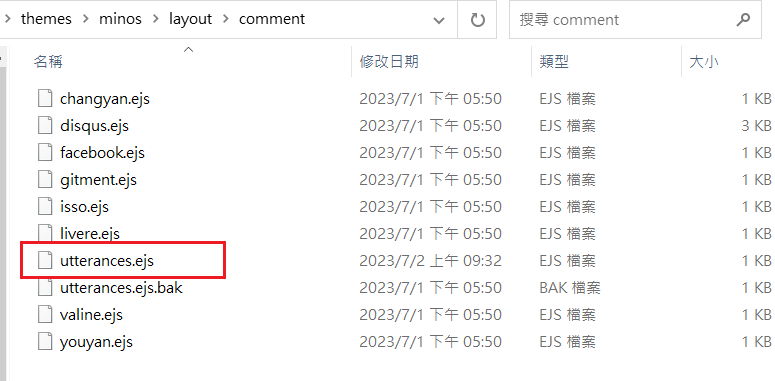 themes > minos > layout > comment 搜尋 comment
名稱 修改日期 類型 大小
changyan.ejs 2023/7/1 下午 05:50 EJS 檔案 1 KB
disqus.ejs 2023/7/1 下午 05:50 EJS 檔案 3 KB
facebook.ejs 2023/7/1 下午 05:50 EJS 檔案 1 KB
gitment.ejs 2023/7/1 下午 05:50 EJS 檔案 1 KB
isso.ejs 2023/7/1 下午 05:50 EJS 檔案 1 KB
livere.ejs 2023/7/1 下午 05:50 EJS 檔案 1 KB
utterances.ejs 2023/7/2 上午 09:32 EJS 檔案 1 KB
utterances.ejs.bak 2023/7/1 下午 05:50 BAK 檔案 1 KB
valine.ejs 2023/7/1 下午 05:50 EJS 檔案 1 KB
youyan.ejs 2023/7/1 下午 05:50 EJS 檔案 1 KB